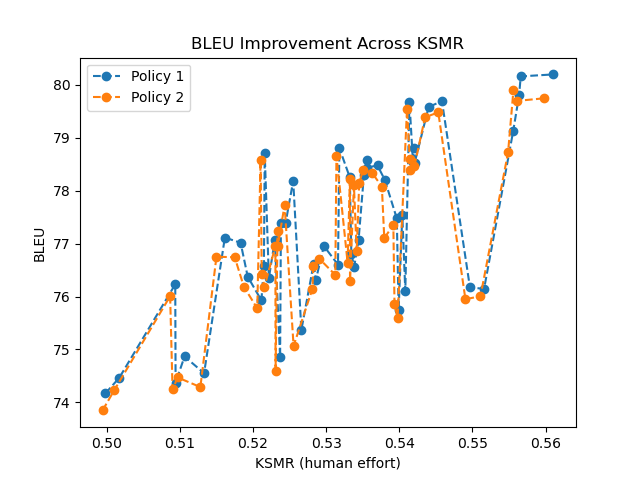 BLEU Improvement Across KSMR
Policy 1
Policy 2
80
79
78
77
76
75
74
BLEU
0.50 0.51 0.52 0.53 0.54 0.55 0.56
KSMR (human effort)